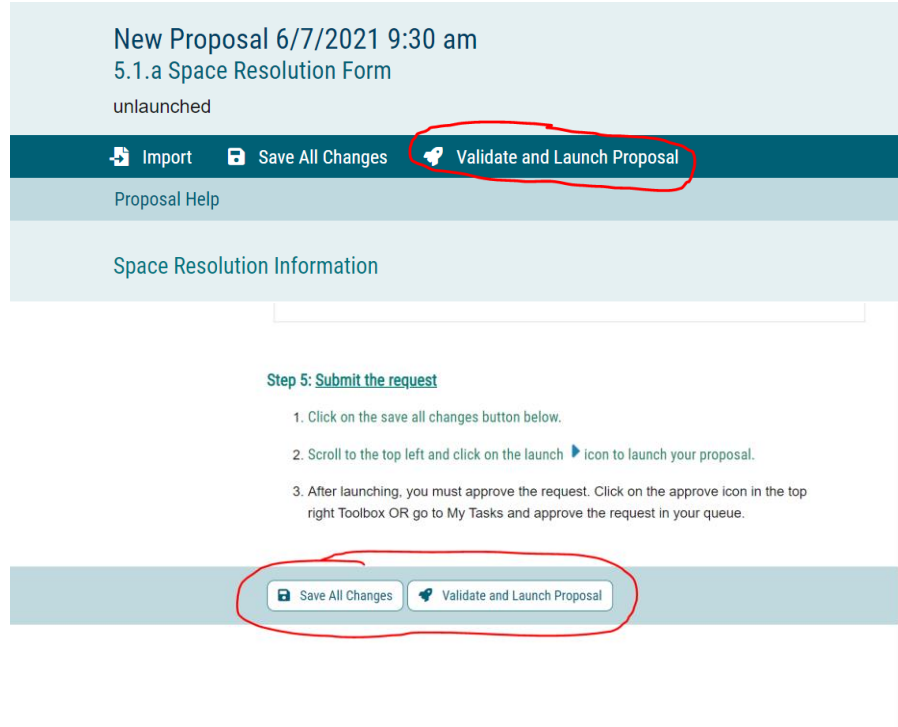 New Proposal 6/7/2021 9:30 am
5.1.a Space Resolution Form
unlaunched
Import Save All Changes Validate and Launch Proposal
Proposal Help
Space Resolution Information
Step 5: Submit the request
1. Click on the save all changes button below.
2. Scroll to the top left and click on the launch icon to launch your proposal.
3. After launching, you must approve the request. Click on the approve icon in the top
right Toolbox OR go to My Tasks and approve the request in your queue.
Save All Changes Validate and Launch Proposal